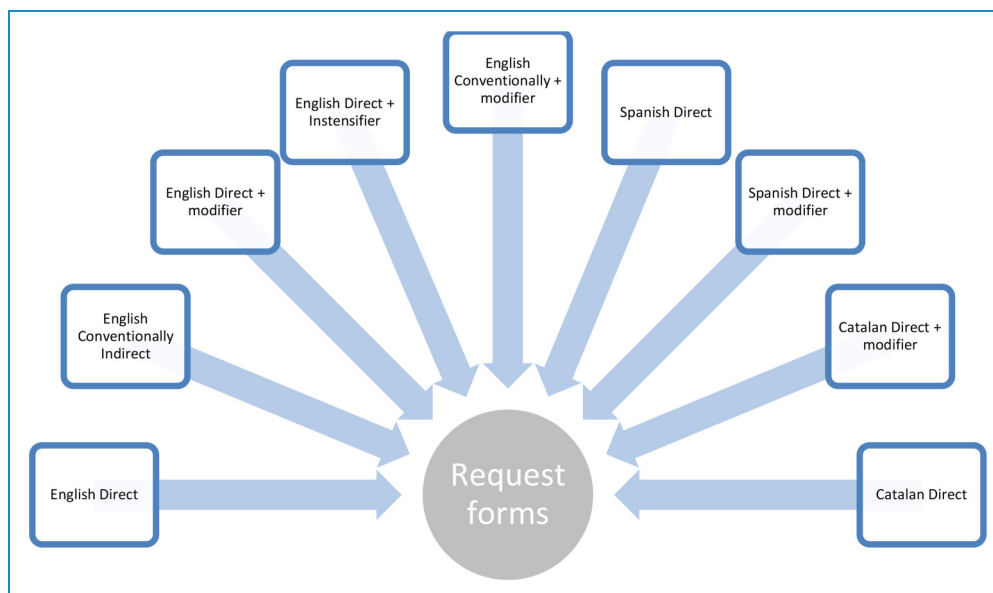 English
Conventionally +
modifier
English Direct +
Instensifier
Spanish Direct
English Direct +
modifier
Spanish Direct +
modifier
English
Conventionally
Indirect
Catalan Direct +
modifier
English Direct
Request
forms
Catalan Direct